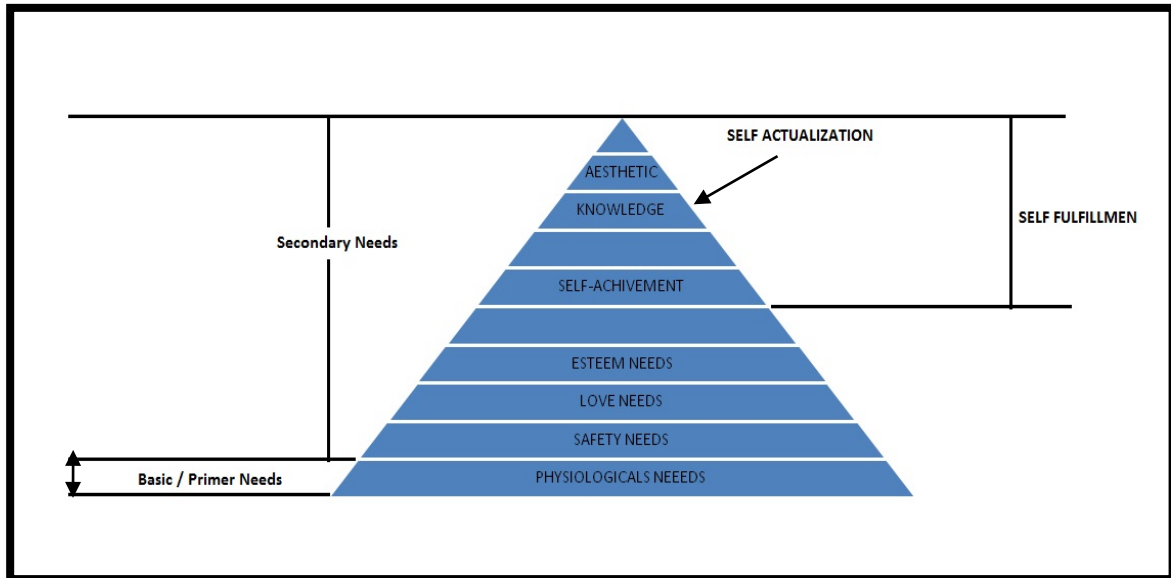 SELF ACTUALIZATION
AESTHETIC
KNOWLEDGE
SELF FULFILLMEN
Secondary Needs
SELF-ACHIVEMENT
ESTEEM NEEDS
LOVE NEEDS
SAFETY NEEDS
Basic / Primer Needs
PHYSIOLOGICALS NEEEDS